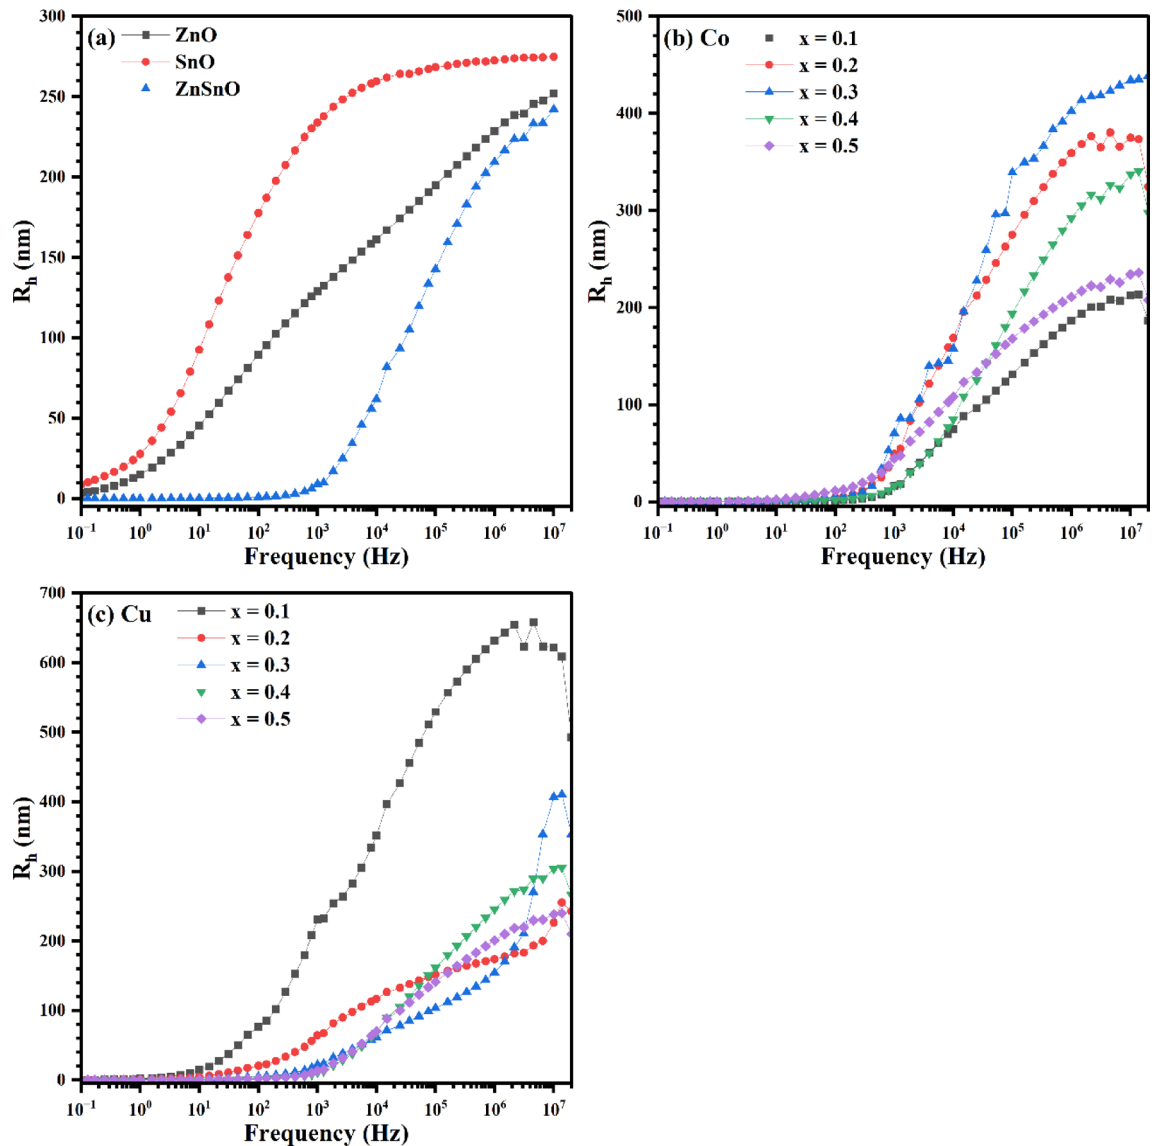 (a)
ZnO
SnO
ZnSnO
300
250
200
150
100
50
0
R_h (nm)
10⁻¹ 10⁰ 10¹ 10² 10³ 10⁴ 10⁵ 10⁶ 10⁷
Frequency (Hz)
(b) Co
x = 0.1
x = 0.2
x = 0.3
x = 0.4
x = 0.5
500
400
300
200
100
0
R_h (nm)
10⁻¹ 10⁰ 10¹ 10² 10³ 10⁴ 10⁵ 10⁶ 10⁷
Frequency (Hz)
(c) Cu
x = 0.1
x = 0.2
x = 0.3
x = 0.4
x = 0.5
700
600
500
400
300
200
100
0
R_h (nm)
10⁻¹ 10⁰ 10¹ 10² 10³ 10⁴ 10⁵ 10⁶ 10⁷
Frequency (Hz)